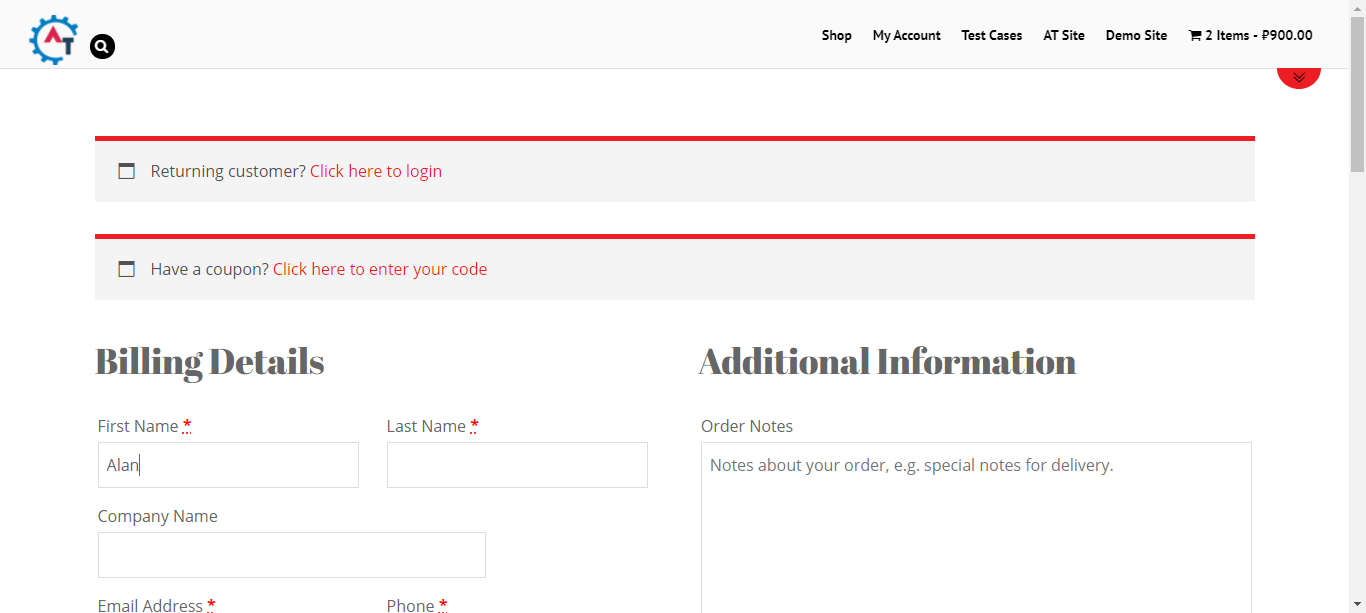 AT
Shop My Account Test Cases AT Site Demo Site 2 Items - ₽900.00
Returning customer? Click here to login
Have a coupon? Click here to enter your code
Billing Details
First Name *
Last Name *
Alan
Company Name
Email Address *
Phone *
Additional Information
Order Notes
Notes about your order, e.g. special notes for delivery.